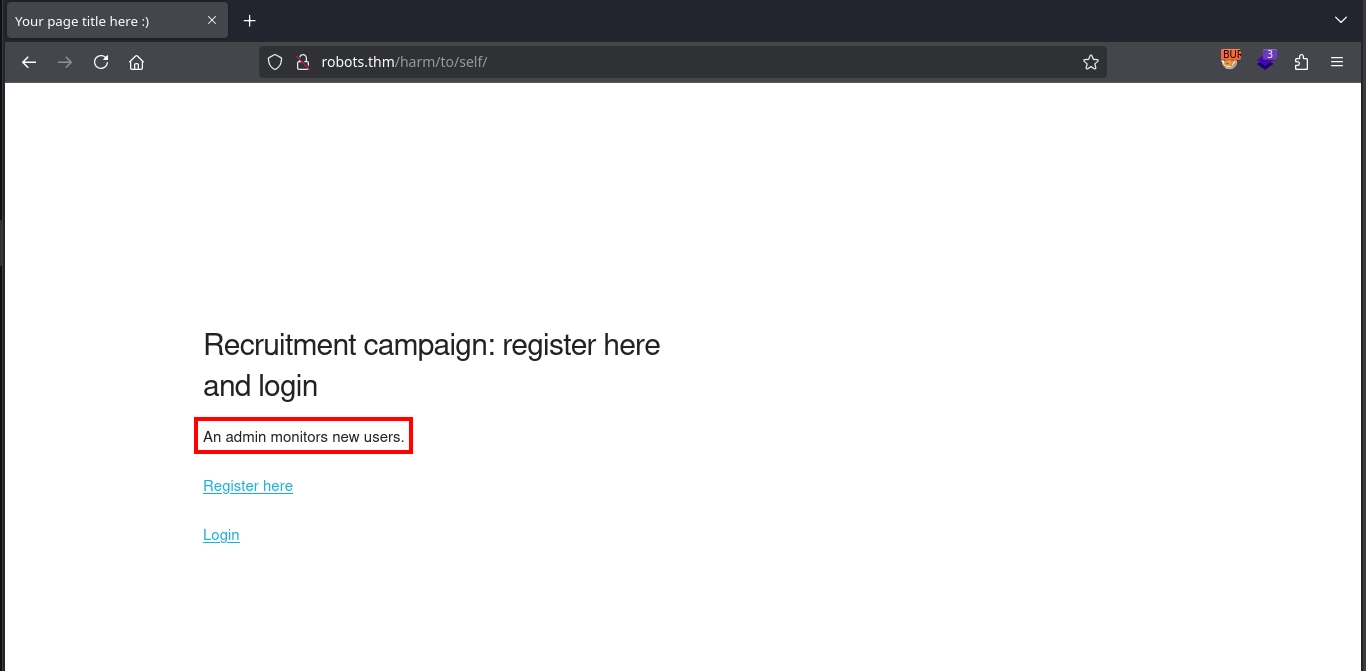 Your page title here :)
robots.thm/harm/to/self/
BUR
3
Recruitment campaign: register here
and login
An admin monitors new users.
Register here
Login